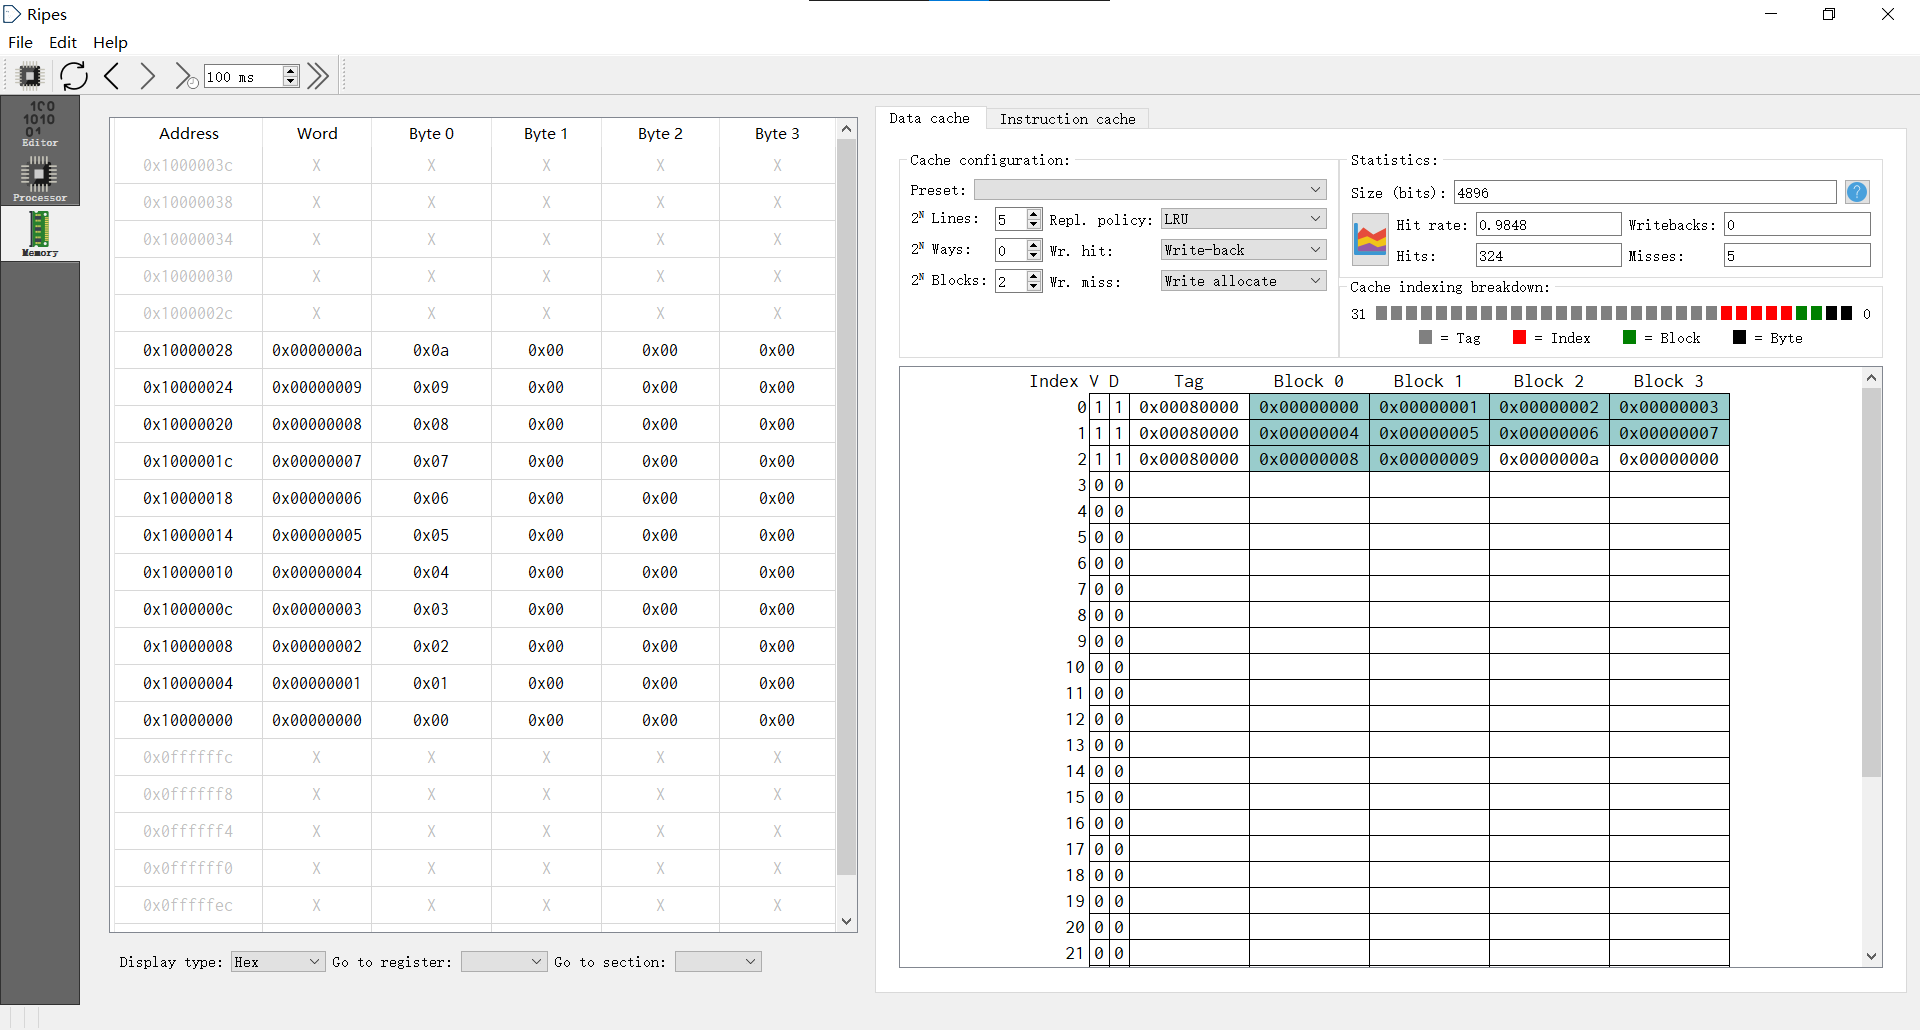 Ripes
File Edit Help
100 ms
Editor
Processor
Memory
Address Word Byte 0 Byte 1 Byte 2 Byte 3
0x1000003c X X X X X
0x10000038 X X X X X
0x10000034 X X X X X
0x10000030 X X X X X
0x1000002c X X X X X
0x10000028 0x0000000a 0x0a 0x00 0x00 0x00
0x10000024 0x00000009 0x09 0x00 0x00 0x00
0x10000020 0x00000008 0x08 0x00 0x00 0x00
0x1000001c 0x00000007 0x07 0x00 0x00 0x00
0x10000018 0x00000006 0x06 0x00 0x00 0x00
0x10000014 0x00000005 0x05 0x00 0x00 0x00
0x10000010 0x00000004 0x04 0x00 0x00 0x00
0x1000000c 0x00000003 0x03 0x00 0x00 0x00
0x10000008 0x00000002 0x02 0x00 0x00 0x00
0x10000004 0x00000001 0x01 0x00 0x00 0x00
0x10000000 0x00000000 0x00 0x00 0x00 0x00
0x0ffffffc X X X X X
0x0ffffff8 X X X X X
0x0ffffff4 X X X X X
0x0ffffff0 X X X X X
0x0fffffec X X X X X
Display type: Hex Go to register: Go to section:
Data cache Instruction cache
Cache configuration:
Preset:
2ᴺ Lines: 5 Repl. policy: LRU
2ᴺ Ways: 0 Wr. hit: Write-back
2ᴺ Blocks: 2 Wr. miss: Write allocate
Statistics:
Size (bits): 4896 ?
Hit rate: 0.9848 Writebacks: 0
Hits: 324 Misses: 5
Cache indexing breakdown:
31 0
= Tag = Index = Block = Byte
Index V D Tag Block 0 Block 1 Block 2 Block 3
0 1 1 0x00080000 0x00000000 0x00000001 0x00000002 0x00000003
1 1 1 0x00080000 0x00000004 0x00000005 0x00000006 0x00000007
2 1 1 0x00080000 0x00000008 0x00000009 0x0000000a 0x00000000
3 0 0
4 0 0
5 0 0
6 0 0
7 0 0
8 0 0
9 0 0
10 0 0
11 0 0
12 0 0
13 0 0
14 0 0
15 0 0
16 0 0
17 0 0
18 0 0
19 0 0
20 0 0
21 0 0